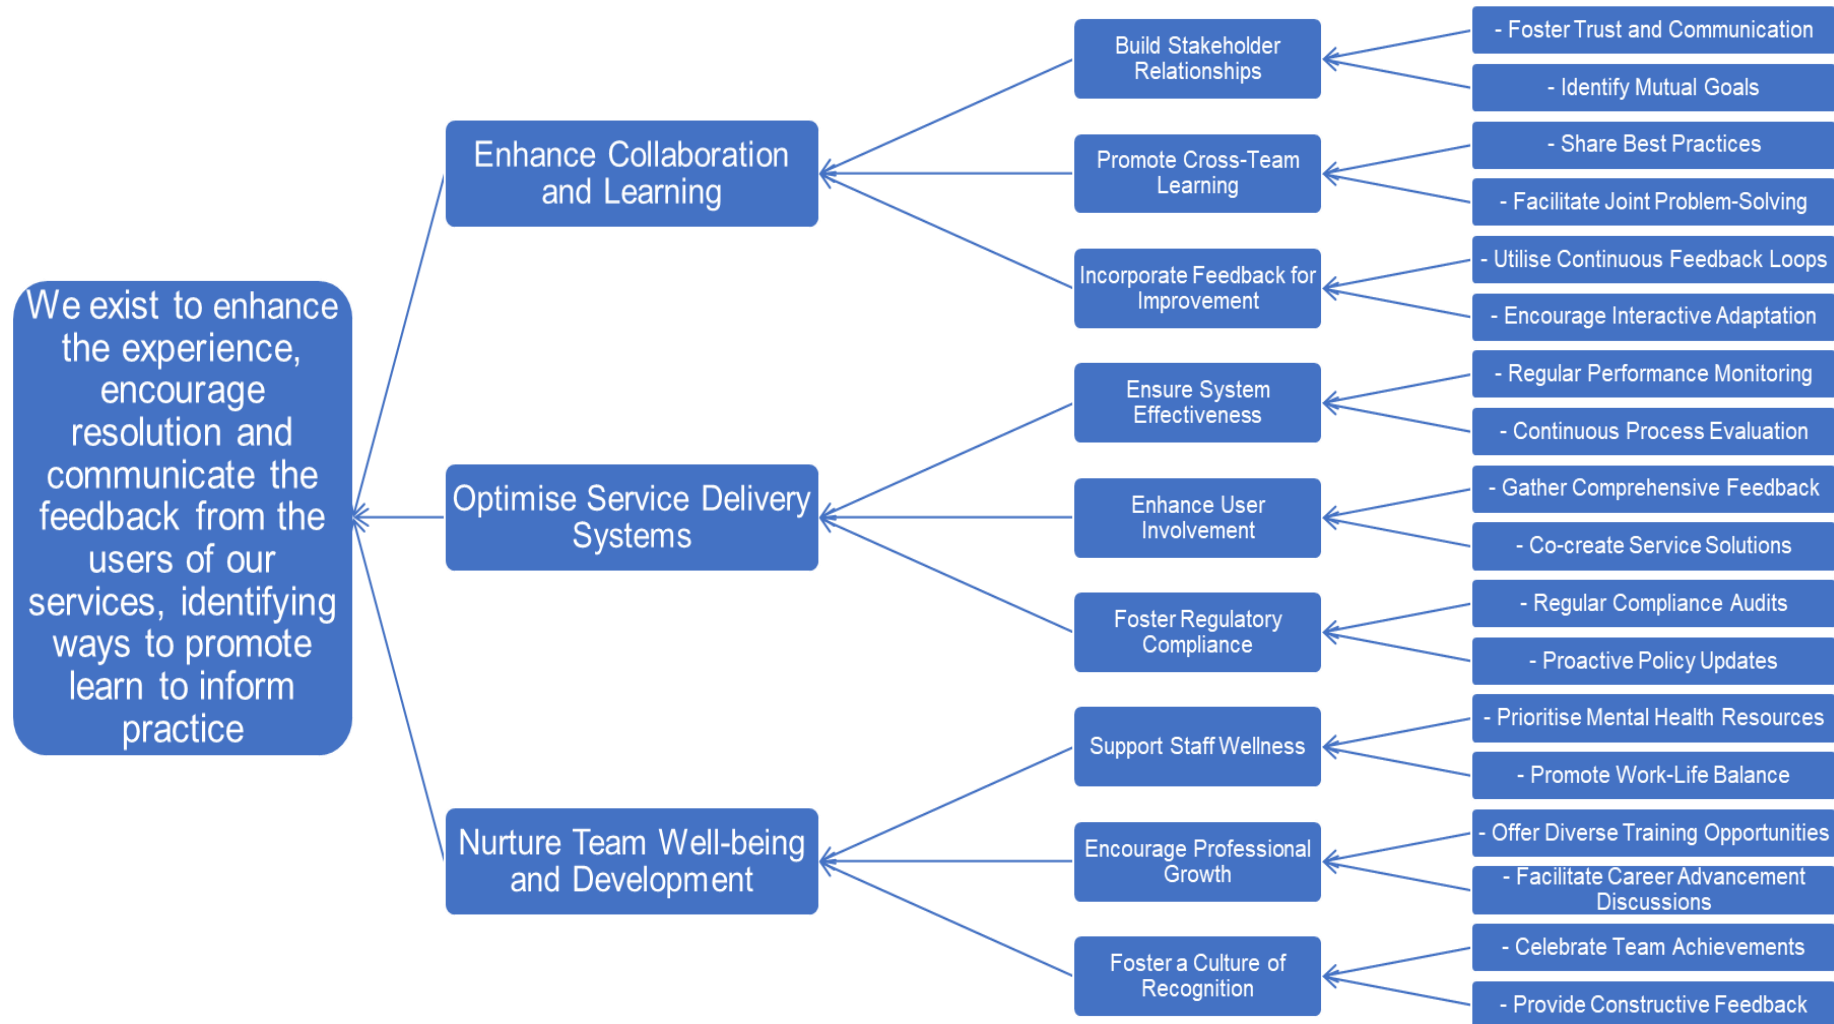 We exist to enhance
the experience,
encourage
resolution and
communicate the
feedback from the
users of our
services, identifying
ways to promote
learn to inform
practice
Enhance Collaboration
and Learning
Build Stakeholder
Relationships
- Foster Trust and Communication
- Identify Mutual Goals
Promote Cross-Team
Learning
- Share Best Practices
- Facilitate Joint Problem-Solving
Incorporate Feedback for
Improvement
- Utilise Continuous Feedback Loops
- Encourage Interactive Adaptation
Optimise Service Delivery
Systems
Ensure System
Effectiveness
- Regular Performance Monitoring
- Continuous Process Evaluation
Enhance User
Involvement
- Gather Comprehensive Feedback
- Co-create Service Solutions
Foster Regulatory
Compliance
- Regular Compliance Audits
- Proactive Policy Updates
Nurture Team Well-being
and Development
Support Staff Wellness
- Prioritise Mental Health Resources
- Promote Work-Life Balance
Encourage Professional
Growth
- Offer Diverse Training Opportunities
- Facilitate Career Advancement
Discussions
Foster a Culture of
Recognition
- Celebrate Team Achievements
- Provide Constructive Feedback